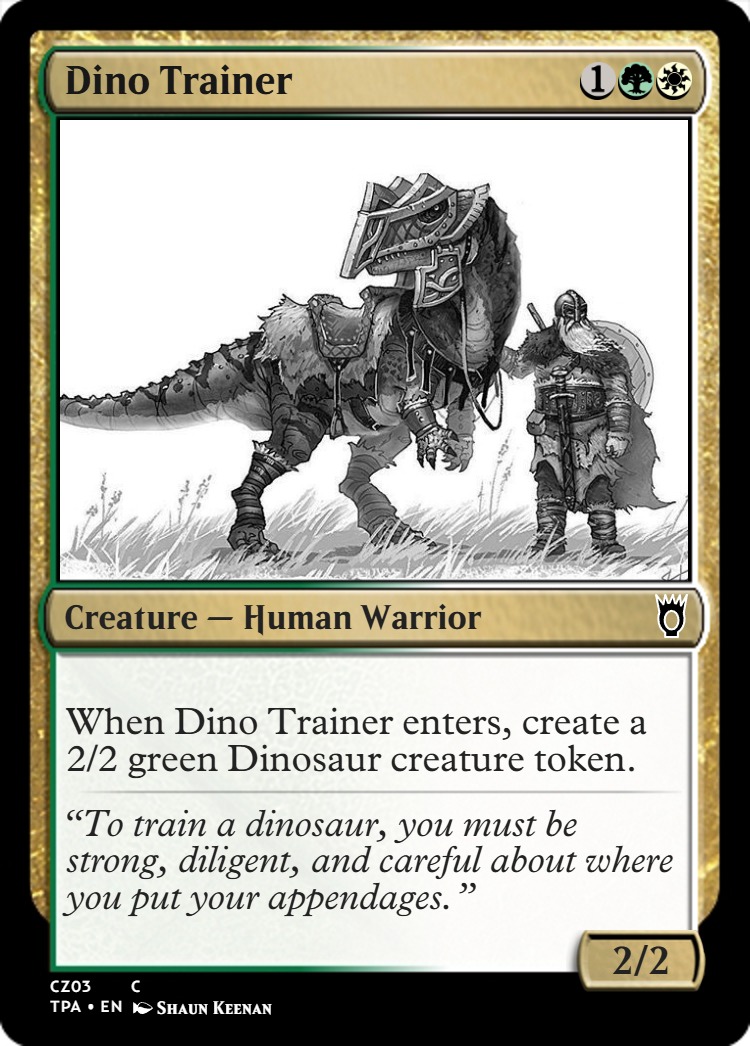 Dino Trainer 1
Creature — Human Warrior
When Dino Trainer enters, create a
2/2 green Dinosaur creature token.
“To train a dinosaur, you must be
strong, diligent, and careful about where
you put your appendages.”
2/2
CZ03 C
TPA • EN Shaun Keenan